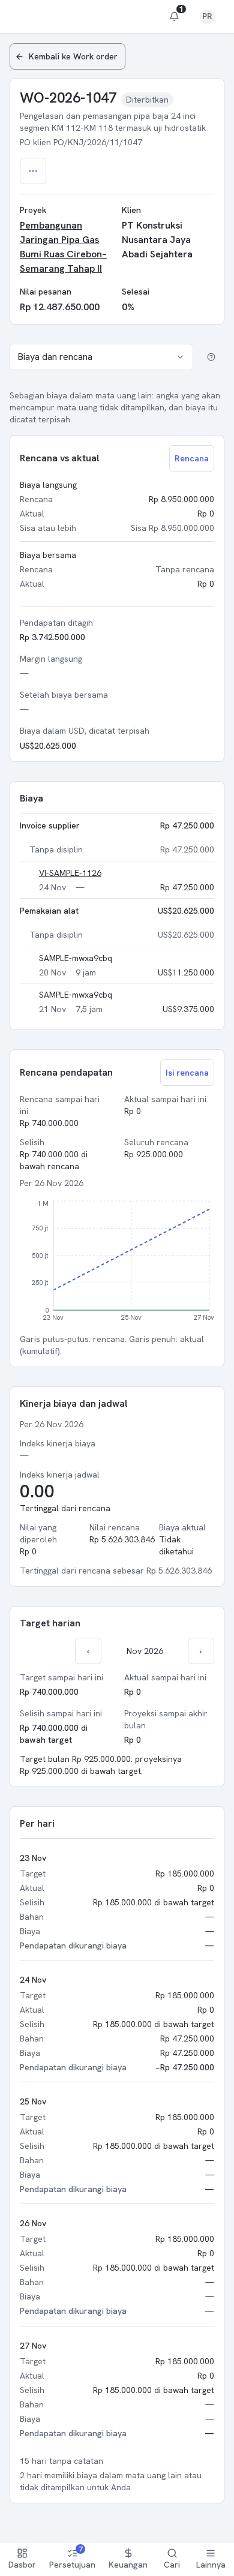 1
PR
← Kembali ke Work order
WO-2026-1047 Diterbitkan
Pengelasan dan pemasangan pipa baja 24 inci
segmen KM 112–KM 118 termasuk uji hidrostatik
PO klien PO/KNJ/2026/11/1047
...
Proyek
Klien
Pembangunan
Jaringan Pipa Gas
Bumi Ruas Cirebon–
Semarang Tahap II
PT Konstruksi
Nusantara Jaya
Abadi Sejahtera
Nilai pesanan
Selesai
Rp 12.487.650.000
0%
Biaya dan rencana
Sebagian biaya dalam mata uang lain: angka yang akan
mencampur mata uang tidak ditampilkan, dan biaya itu
dicatat terpisah.
Rencana vs aktual
Rencana
Biaya langsung
Rencana Rp 8.950.000.000
Aktual Rp 0
Sisa atau lebih Sisa Rp 8.950.000.000
Biaya bersama
Rencana Tanpa rencana
Aktual Rp 0
Pendapatan ditagih
Rp 3.742.500.000
Margin langsung
—
Setelah biaya bersama
—
Biaya dalam USD, dicatat terpisah
US$20.625.000
Biaya
Invoice supplier Rp 47.250.000
Tanpa disiplin Rp 47.250.000
VI-SAMPLE-1126
24 Nov — Rp 47.250.000
Pemakaian alat US$20.625.000
Tanpa disiplin US$20.625.000
SAMPLE-mwxa9cbq
20 Nov 9 jam US$11.250.000
SAMPLE-mwxa9cbq
21 Nov 7,5 jam US$9.375.000
Rencana pendapatan
Isi rencana
Rencana sampai hari
ini
Rp 740.000.000
Aktual sampai hari ini
Rp 0
Selisih
Rp 740.000.000 di
bawah rencana
Seluruh rencana
Rp 925.000.000
Per 26 Nov 2026
1 M
750 jt
500 jt
250 jt
0
23 Nov 25 Nov 27 Nov
Garis putus-putus: rencana. Garis penuh: aktual
(kumulatif).
Kinerja biaya dan jadwal
Per 26 Nov 2026
Indeks kinerja biaya
—
Indeks kinerja jadwal
0.00
Tertinggal dari rencana
Nilai yang
diperoleh
Rp 0
Nilai rencana
Rp 5.626.303.846
Biaya aktual
Tidak
diketahui
Tertinggal dari rencana sebesar Rp 5.626.303.846
Target harian
‹ Nov 2026 ›
Target sampai hari ini
Rp 740.000.000
Aktual sampai hari ini
Rp 0
Selisih sampai hari ini
Rp 740.000.000 di
bawah target
Proyeksi sampai akhir
bulan
Rp 0
Target bulan Rp 925.000.000: proyeksinya
Rp 925.000.000 di bawah target.
Per hari
23 Nov
Target Rp 185.000.000
Aktual Rp 0
Selisih Rp 185.000.000 di bawah target
Bahan —
Biaya —
Pendapatan dikurangi biaya —
24 Nov
Target Rp 185.000.000
Aktual Rp 0
Selisih Rp 185.000.000 di bawah target
Bahan Rp 47.250.000
Biaya Rp 47.250.000
Pendapatan dikurangi biaya −Rp 47.250.000
25 Nov
Target Rp 185.000.000
Aktual Rp 0
Selisih Rp 185.000.000 di bawah target
Bahan —
Biaya —
Pendapatan dikurangi biaya —
26 Nov
Target Rp 185.000.000
Aktual Rp 0
Selisih Rp 185.000.000 di bawah target
Bahan —
Biaya —
Pendapatan dikurangi biaya —
27 Nov
Target Rp 185.000.000
Aktual Rp 0
Selisih Rp 185.000.000 di bawah target
Bahan —
Biaya —
Pendapatan dikurangi biaya —
15 hari tanpa catatan
2 hari memiliki biaya dalam mata uang lain atau
tidak ditampilkan untuk Anda
7
Dasbor Persetujuan Keuangan Cari Lainnya